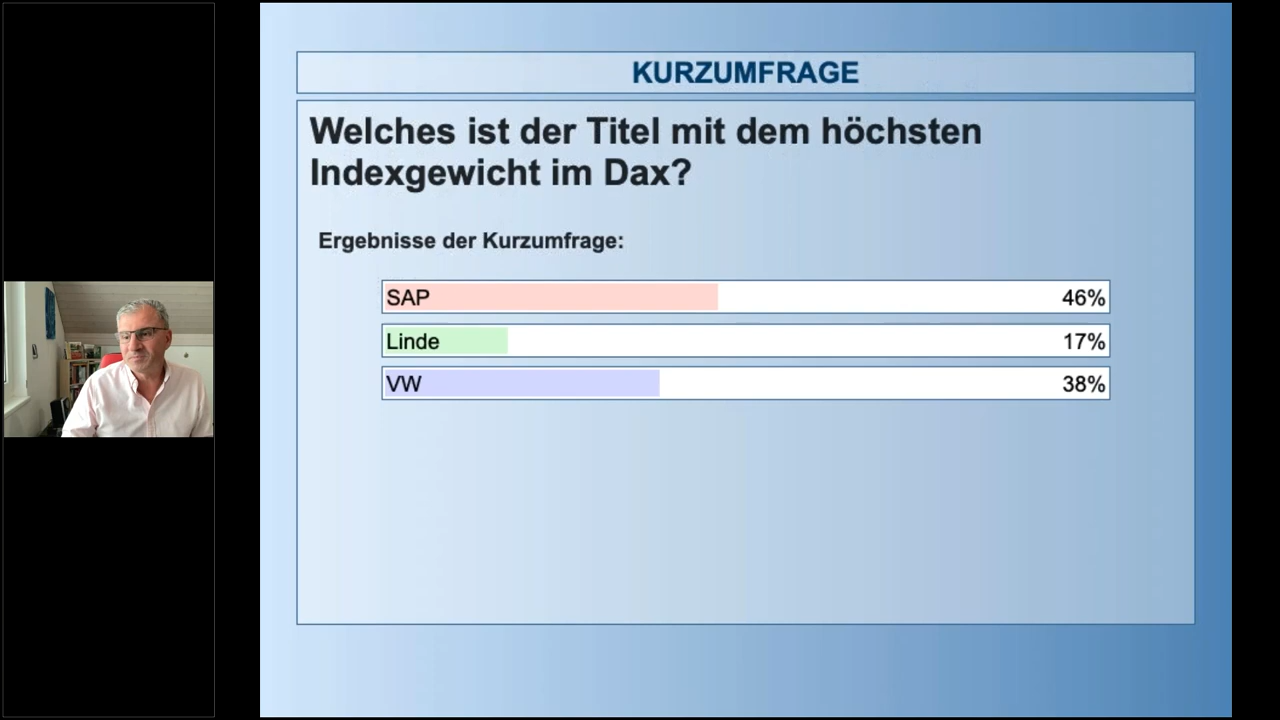 KURZUMFRAGE
Welches ist der Titel mit dem höchsten
Indexgewicht im Dax?
Ergebnisse der Kurzumfrage:
SAP 46%
Linde 17%
VW 38%